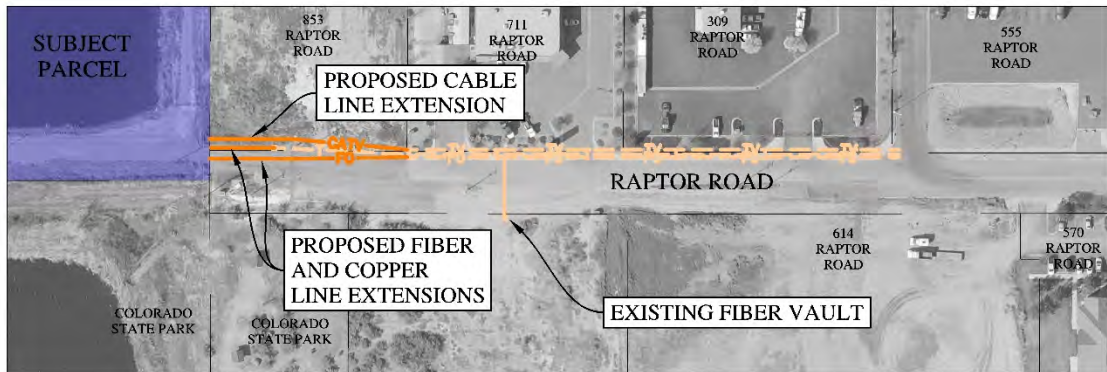 853
RAPTOR
ROAD
711
RAPTOR
ROAD
309
RAPTOR
ROAD
555
RAPTOR
ROAD
SUBJECT
PARCEL
PROPOSED CABLE
LINE EXTENSION
CATV
FO
RAPTOR ROAD
PROPOSED FIBER
AND COPPER
LINE EXTENSIONS
EXISTING FIBER VAULT
614
RAPTOR
ROAD
570
RAPTOR
ROAD
COLORADO
STATE PARK
COLORADO
STATE PARK